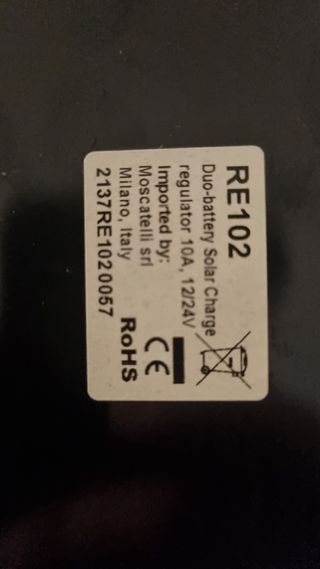 RE102
Duo-battery Solar Charge
regulator 10A, 12/24V
Imported by:
Moscatelli srl
Milano, Italy
2137RE1020057
CE
RoHS